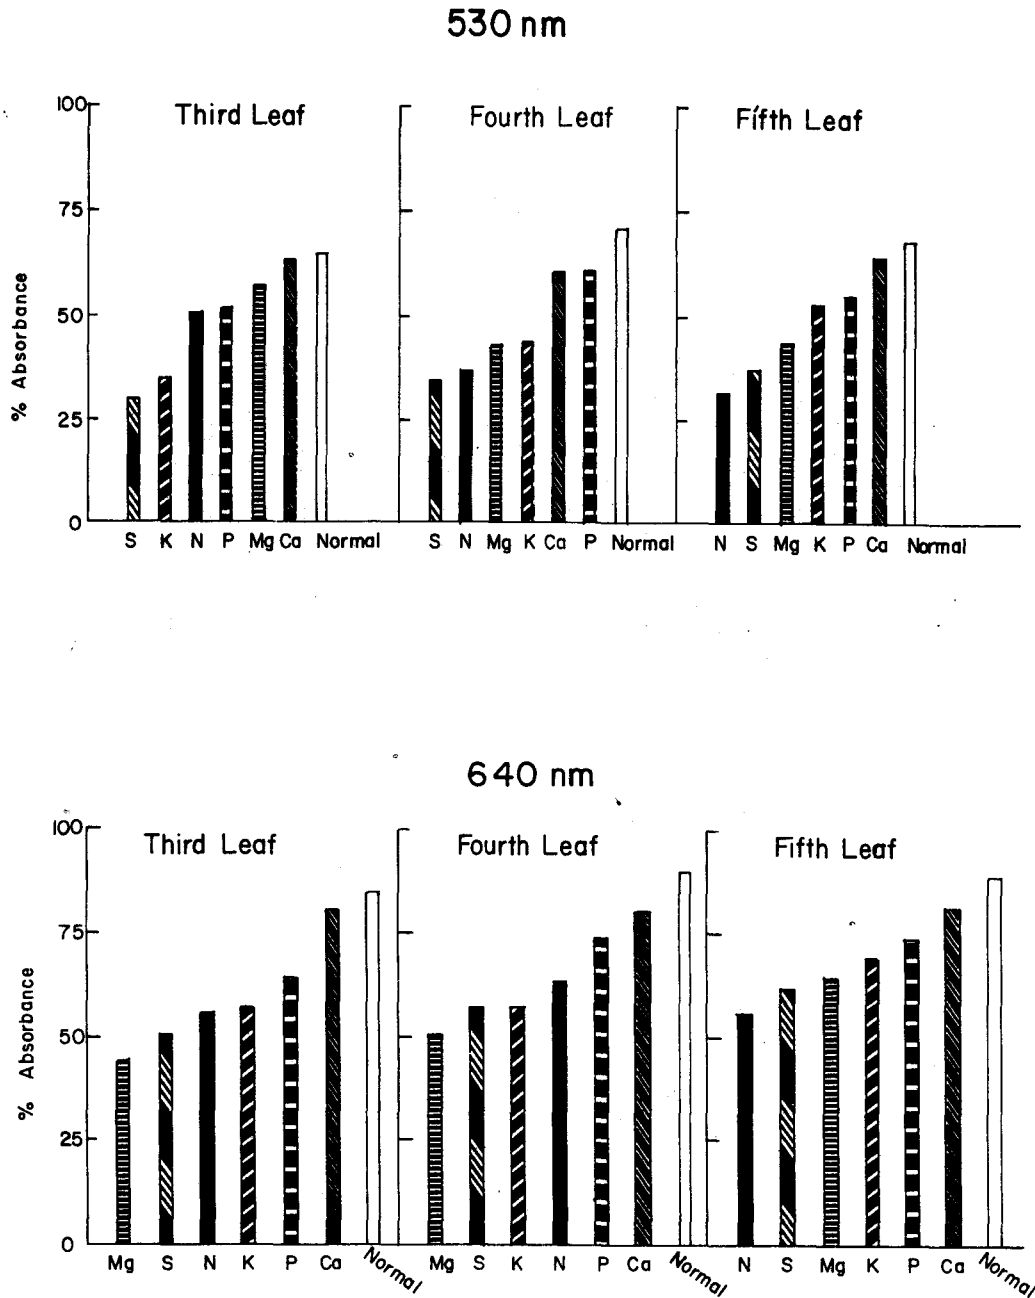 530 nm
Third Leaf
Fourth Leaf
Fifth Leaf
100
75
50
25
0
% Absorbance
S K N P Mg Ca Normal
S N Mg K Ca P Normal
N S Mg K P Ca Normal
640 nm
Third Leaf
Fourth Leaf
Fifth Leaf
100
75
50
25
0
% Absorbance
Mg S N K P Ca Normal
Mg S K N P Ca Normal
N S Mg K P Ca Normal